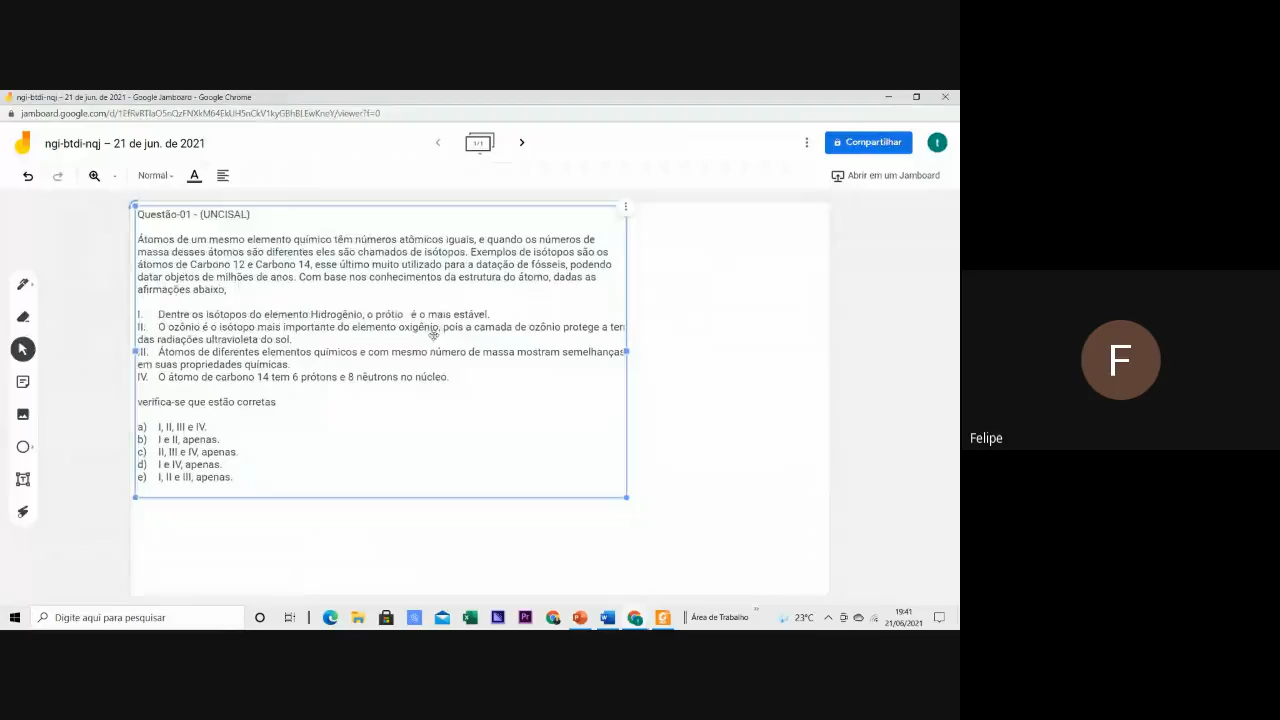 ngi-btdi-nqj – 21 de jun. de 2021 - Google Jamboard - Google Chrome
ngi-btdi-nqj – 21 de jun. de 2021
1/1
Compartilhar
t
Normal
A
Abrir em um Jamboard
Questão-01 - (UNCISAL)
Átomos de um mesmo elemento químico têm números atômicos iguais, e quando os números de
massa desses átomos são diferentes eles são chamados de isótopos. Exemplos de isótopos são os
átomos de Carbono 12 e Carbono 14, esse último muito utilizado para a datação de fósseis, podendo
datar objetos de milhões de anos. Com base nos conhecimentos da estrutura do átomo, dadas as
afirmações abaixo,
I. Dentre os isótopos do elemento Hidrogênio, o prótio é o mais estável.
II. O ozônio é o isótopo mais importante do elemento oxigênio, pois a camada de ozônio protege a terr
das radiações ultravioleta do sol.
III. Átomos de diferentes elementos químicos e com mesmo número de massa mostram semelhanças
em suas propriedades químicas.
IV. O átomo de carbono 14 tem 6 prótons e 8 nêutrons no núcleo.
verifica-se que estão corretas
a) I, II, III e IV.
b) I e II, apenas.
c) II, III e IV, apenas.
d) I e IV, apenas.
e) I, II e III, apenas.
F
Felipe
Digite aqui para pesquisar
Área de Trabalho
23°C
19:41
21/06/2021